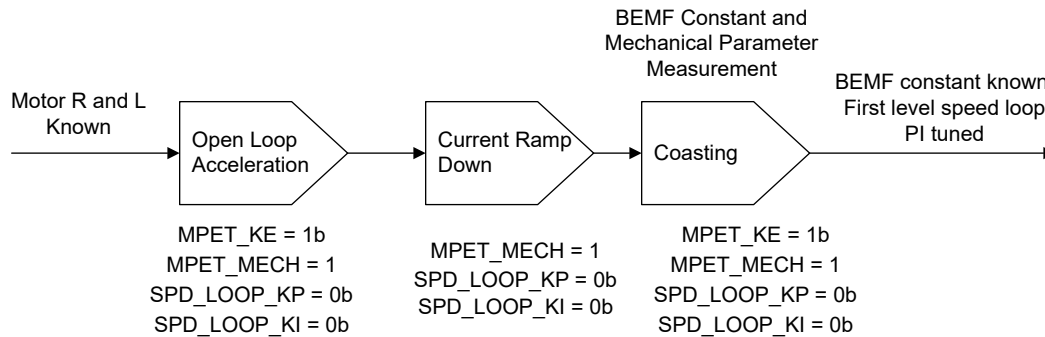 BEMF Constant and
Mechanical Parameter
Measurement
Motor R and L
Known
Open Loop
Acceleration
Current Ramp
Down
Coasting
BEMF constant known
First level speed loop
PI tuned
MPET_KE = 1b
MPET_MECH = 1
SPD_LOOP_KP = 0b
SPD_LOOP_KI = 0b
MPET_MECH = 1
SPD_LOOP_KP = 0b
SPD_LOOP_KI = 0b
MPET_KE = 1b
MPET_MECH = 1
SPD_LOOP_KP = 0b
SPD_LOOP_KI = 0b